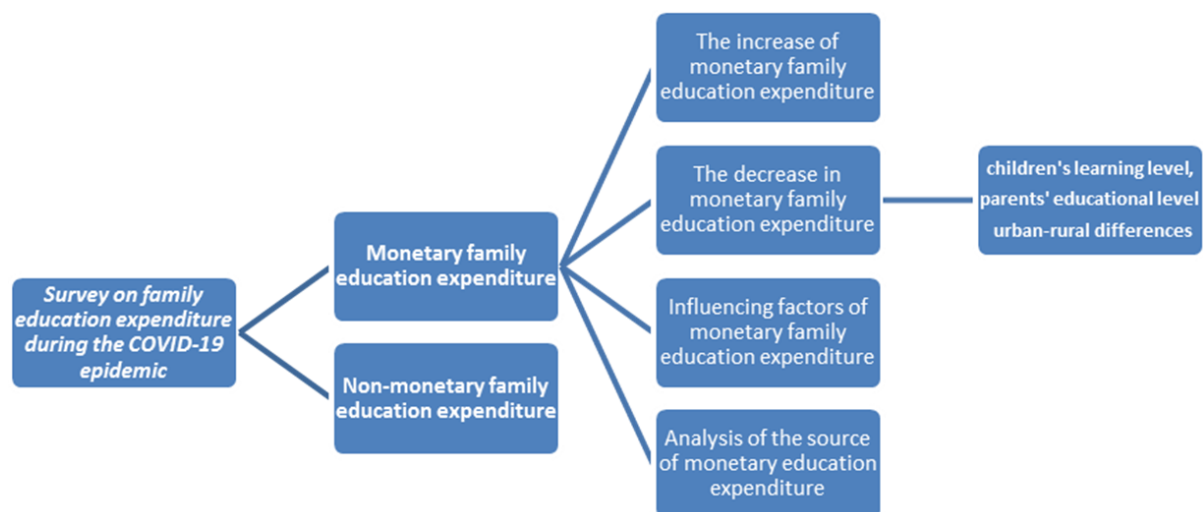 Survey on family
education expenditure
during the COVID-19
epidemic
Monetary family
education expenditure
Non-monetary family
education expenditure
The increase of
monetary family
education expenditure
The decrease in
monetary family
education expenditure
Influencing factors of
monetary family
education expenditure
Analysis of the source
of monetary education
expenditure
children's learning level,
parents' educational level
urban-rural differences